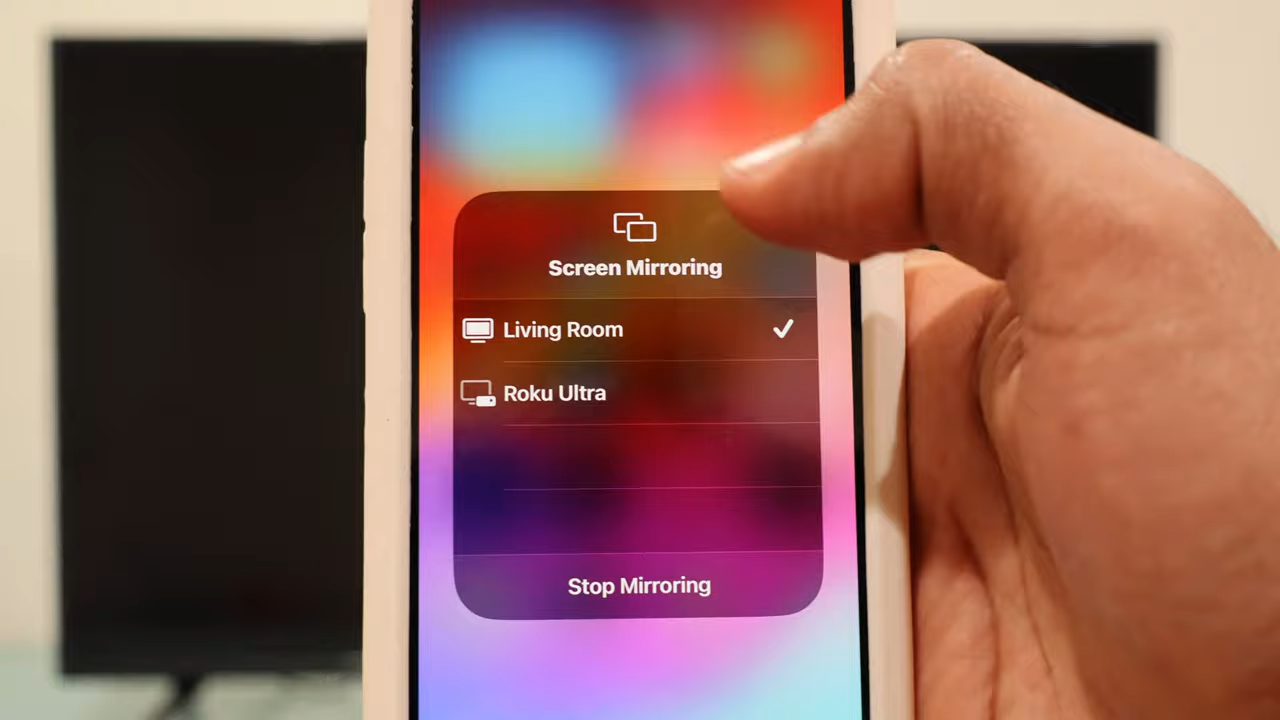 Screen Mirroring
Living Room
Roku Ultra
Stop Mirroring